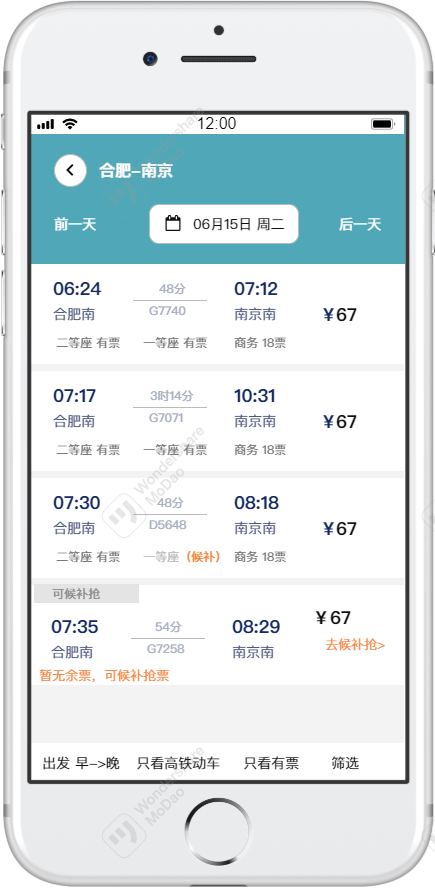 12:00
合肥-南京
前一天 06月15日 周二 后一天
06:24 48分 07:12
合肥南 G7740 南京南 ¥67
二等座 有票 一等座 有票 商务 18票
07:17 3时14分 10:31
合肥南 G7071 南京南 ¥67
二等座 有票 一等座 有票 商务 18票
07:30 48分 08:18
合肥南 D5648 南京南 ¥67
二等座 有票 一等座（候补） 商务 18票
可候补抢
07:35 54分 08:29 ¥67
合肥南 G7258 南京南 去候补抢>
暂无余票，可候补抢票
出发 早->晚 只看高铁动车 只看有票 筛选
Wondershare
MoDao
Wondershare
MoDao